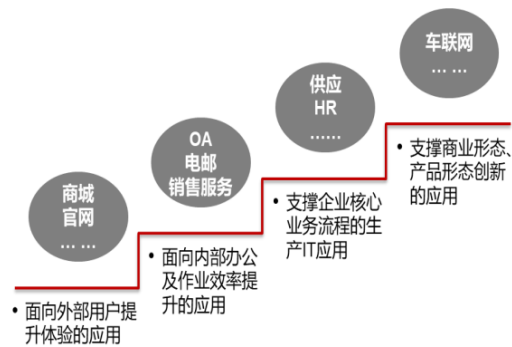 商城
官网
... ...
• 面向外部用户提
升体验的应用
OA
电邮
销售服务
• 面向内部办公
及作业效率提
升的应用
供应
HR
......
• 支撑企业核心
业务流程的生
产IT应用
车联网
... ...
• 支撑商业形态、
产品形态创新
的应用